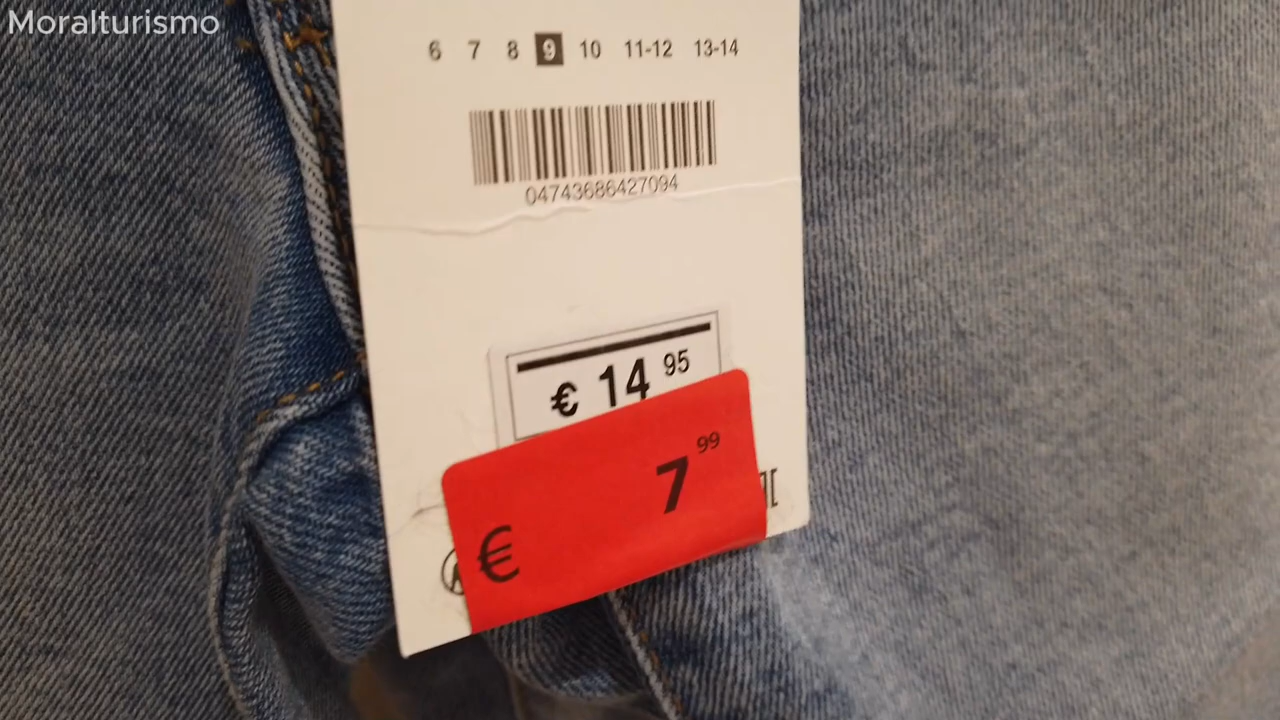 Moralturismo
6 7 8 9 10 11-12 13-14
04743686427094
€ 14 95
7 99
€